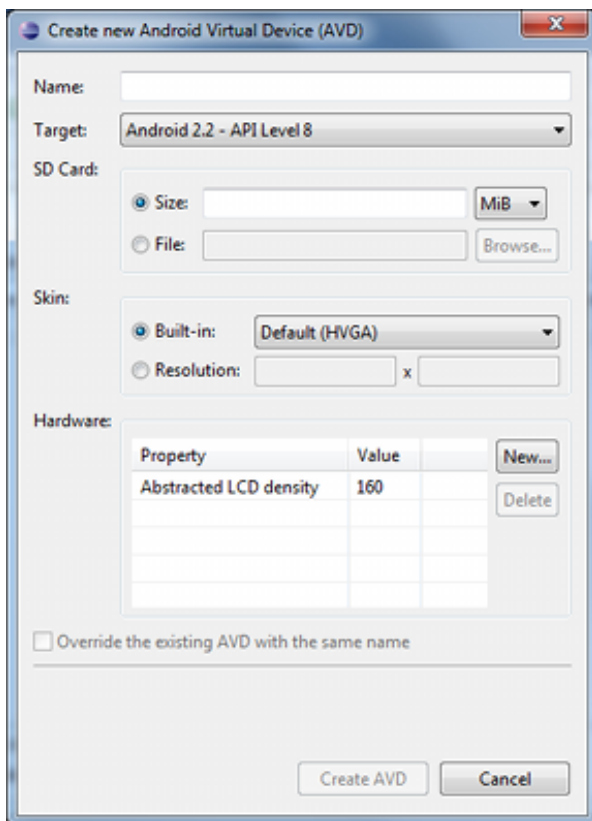 Create new Android Virtual Device (AVD)
Name:
Target: Android 2.2 - API Level 8
SD Card:
Size: MiB
File: Browse...
Skin:
Built-in: Default (HVGA)
Resolution: x
Hardware:
Property Value New...
Abstracted LCD density 160
Delete
Override the existing AVD with the same name
Create AVD Cancel